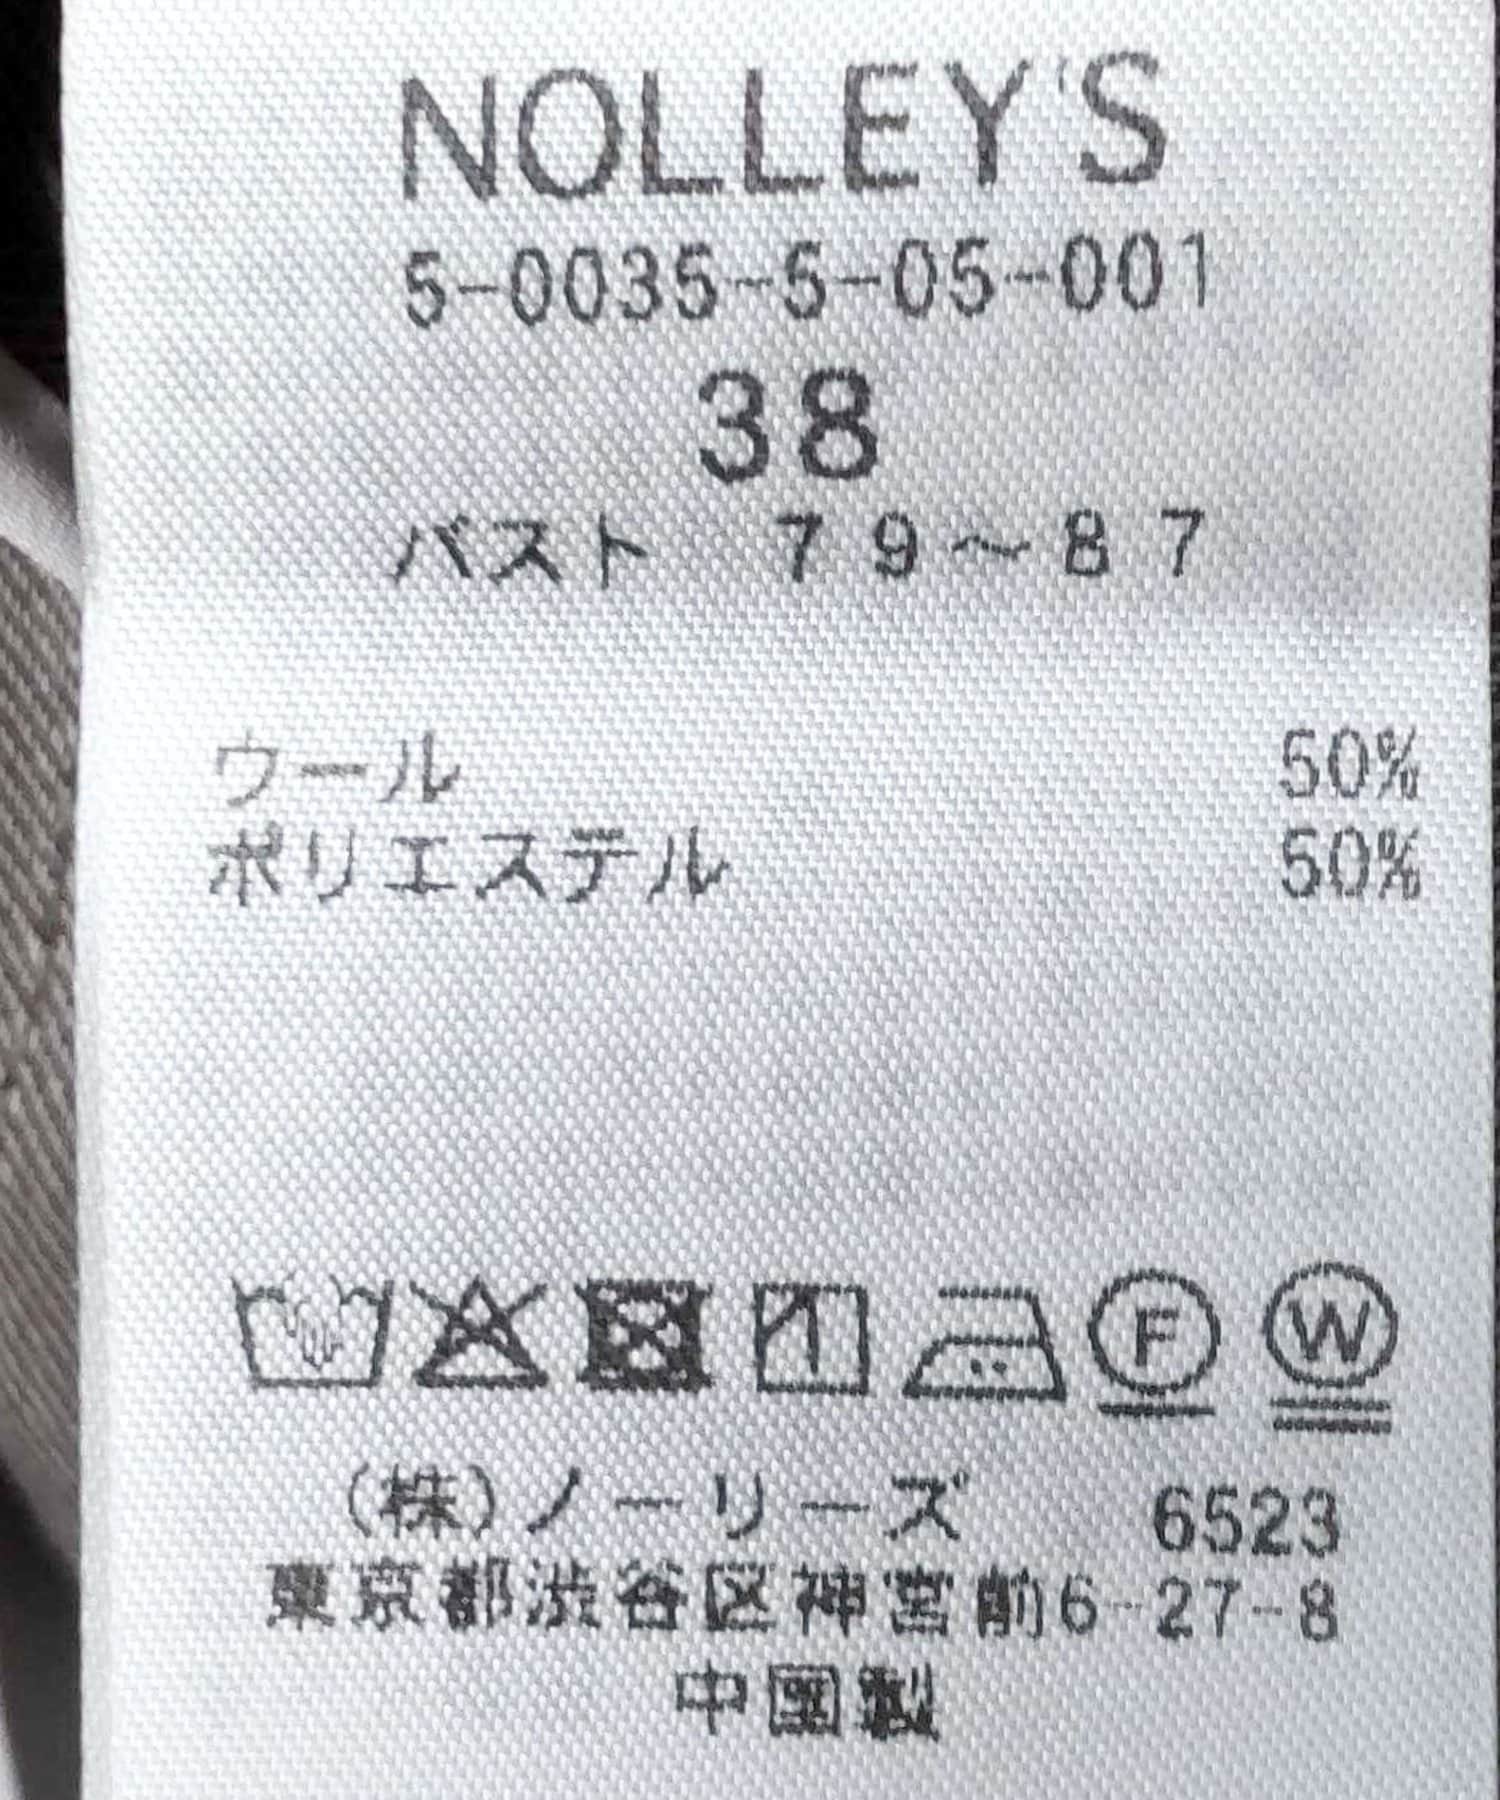 NOLLEY'S
5-0035-5-05-001
38
バスト 79~87
ウール 50%
ポリエステル 50%
F W
(株)ノーリーズ 6523
東京都渋谷区神宮前6-27-8
中国製